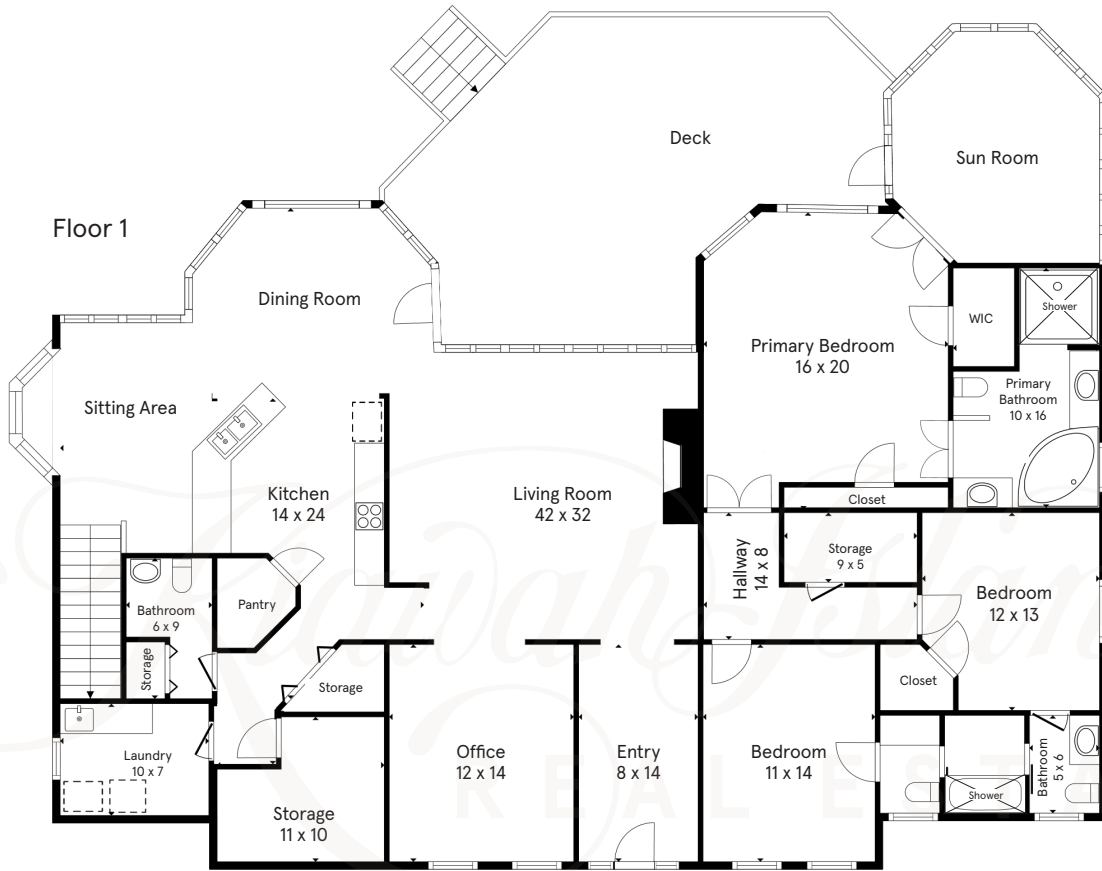 Floor 1
Deck
Sun Room
Dining Room
WIC
Shower
Primary Bedroom
16 x 20
Primary
Bathroom
10 x 16
Sitting Area
Kitchen
14 x 24
Living Room
42 x 32
Closet
Storage
9 x 5
Hallway
14 x 8
Bedroom
12 x 13
Pantry
Bathroom
6 x 9
Storage
Storage
Closet
Laundry
10 x 7
Storage
11 x 10
Office
12 x 14
Entry
8 x 14
Bedroom
11 x 14
Shower
Bathroom
5 x 6
Kiawah Island
REAL ESTA